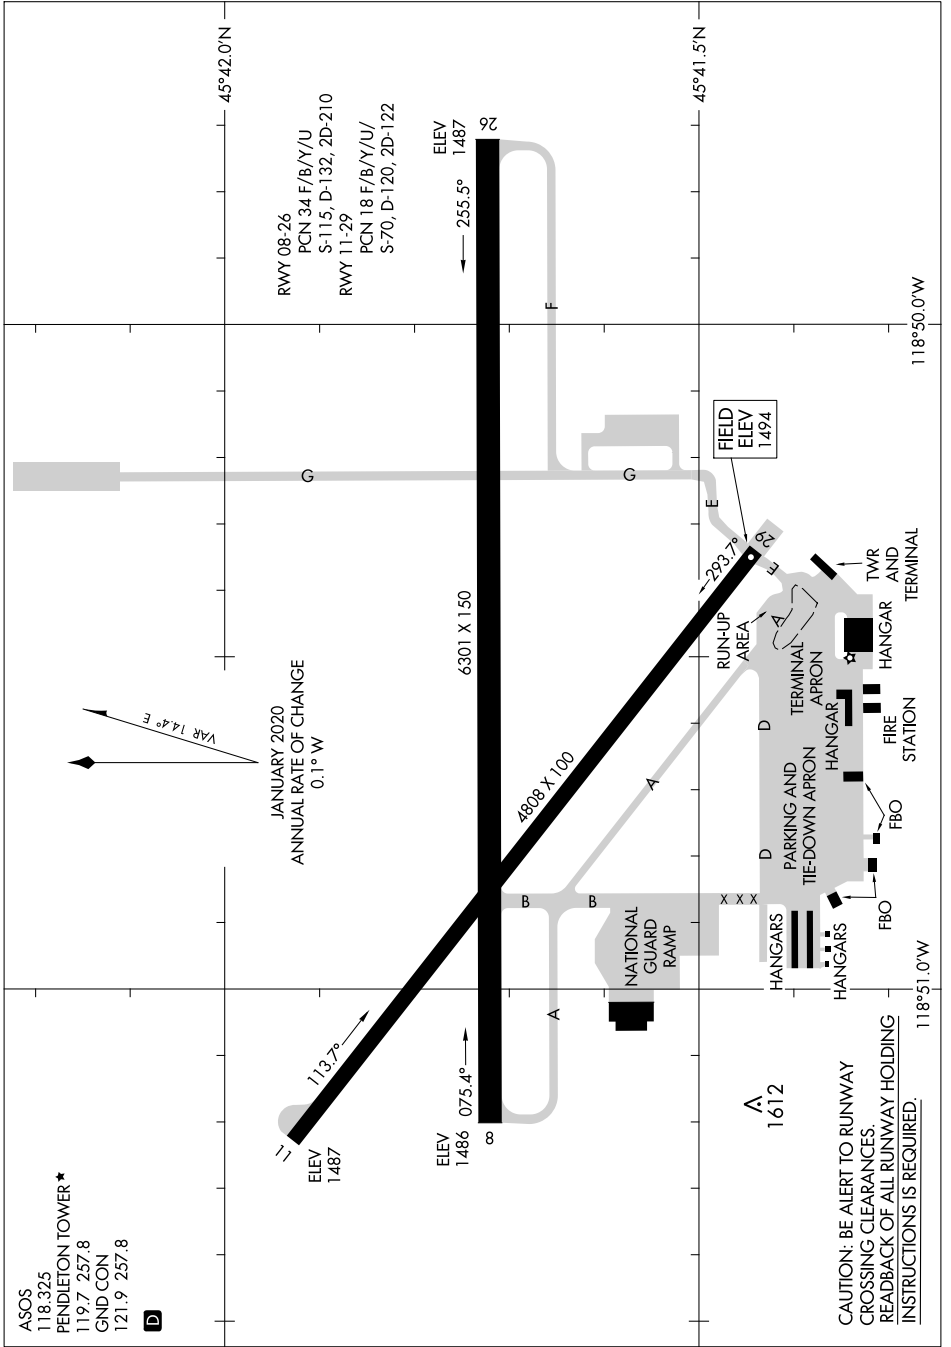 ASOS
118.325
PENDLETON TOWER★
119.7 257.8
GND CON
121.9 257.8
D
45°42.0'N
45°41.5'N
RWY 08-26
PCN 34 F/B/Y/U
S-115, D-132, 2D-210
RWY 11-29
PCN 18 F/B/Y/U/
S-70, D-120, 2D-122
ELEV
1487
26
255.5°
F
118°50.0'W
G
G
E
FIELD
ELEV
1494
29
293.7°
E
TWR
AND
TERMINAL
VAR 14.4° E
JANUARY 2020
ANNUAL RATE OF CHANGE
0.1° W
6301 X 150
4808 X 100
RUN-UP
AREA
A
TERMINAL
APRON
HANGAR
HANGAR
FIRE
STATION
D
D
A
PARKING AND
TIE-DOWN APRON
FBO
FBO
B
B
X X X
NATIONAL
GUARD
RAMP
HANGARS
HANGARS
118°51.0'W
A
113.7°
11
ELEV
1487
075.4°
8
ELEV
1486
1612
CAUTION: BE ALERT TO RUNWAY
CROSSING CLEARANCES.
READBACK OF ALL RUNWAY HOLDING
INSTRUCTIONS IS REQUIRED.